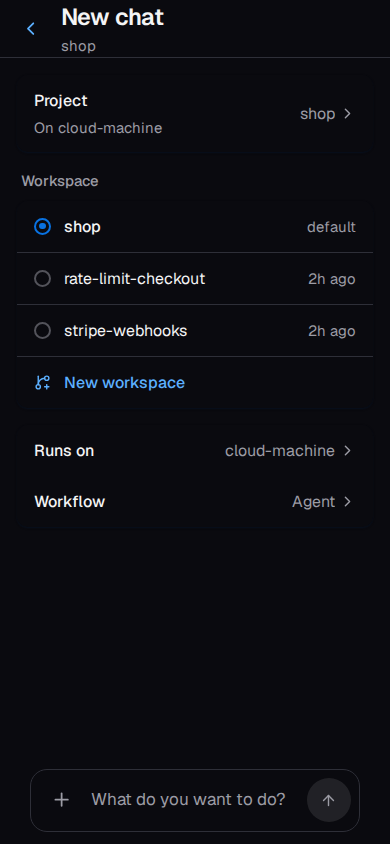 New chat
shop
Project
On cloud-machine
shop
Workspace
shop
default
rate-limit-checkout
2h ago
stripe-webhooks
2h ago
New workspace
Runs on
cloud-machine
Workflow
Agent
What do you want to do?